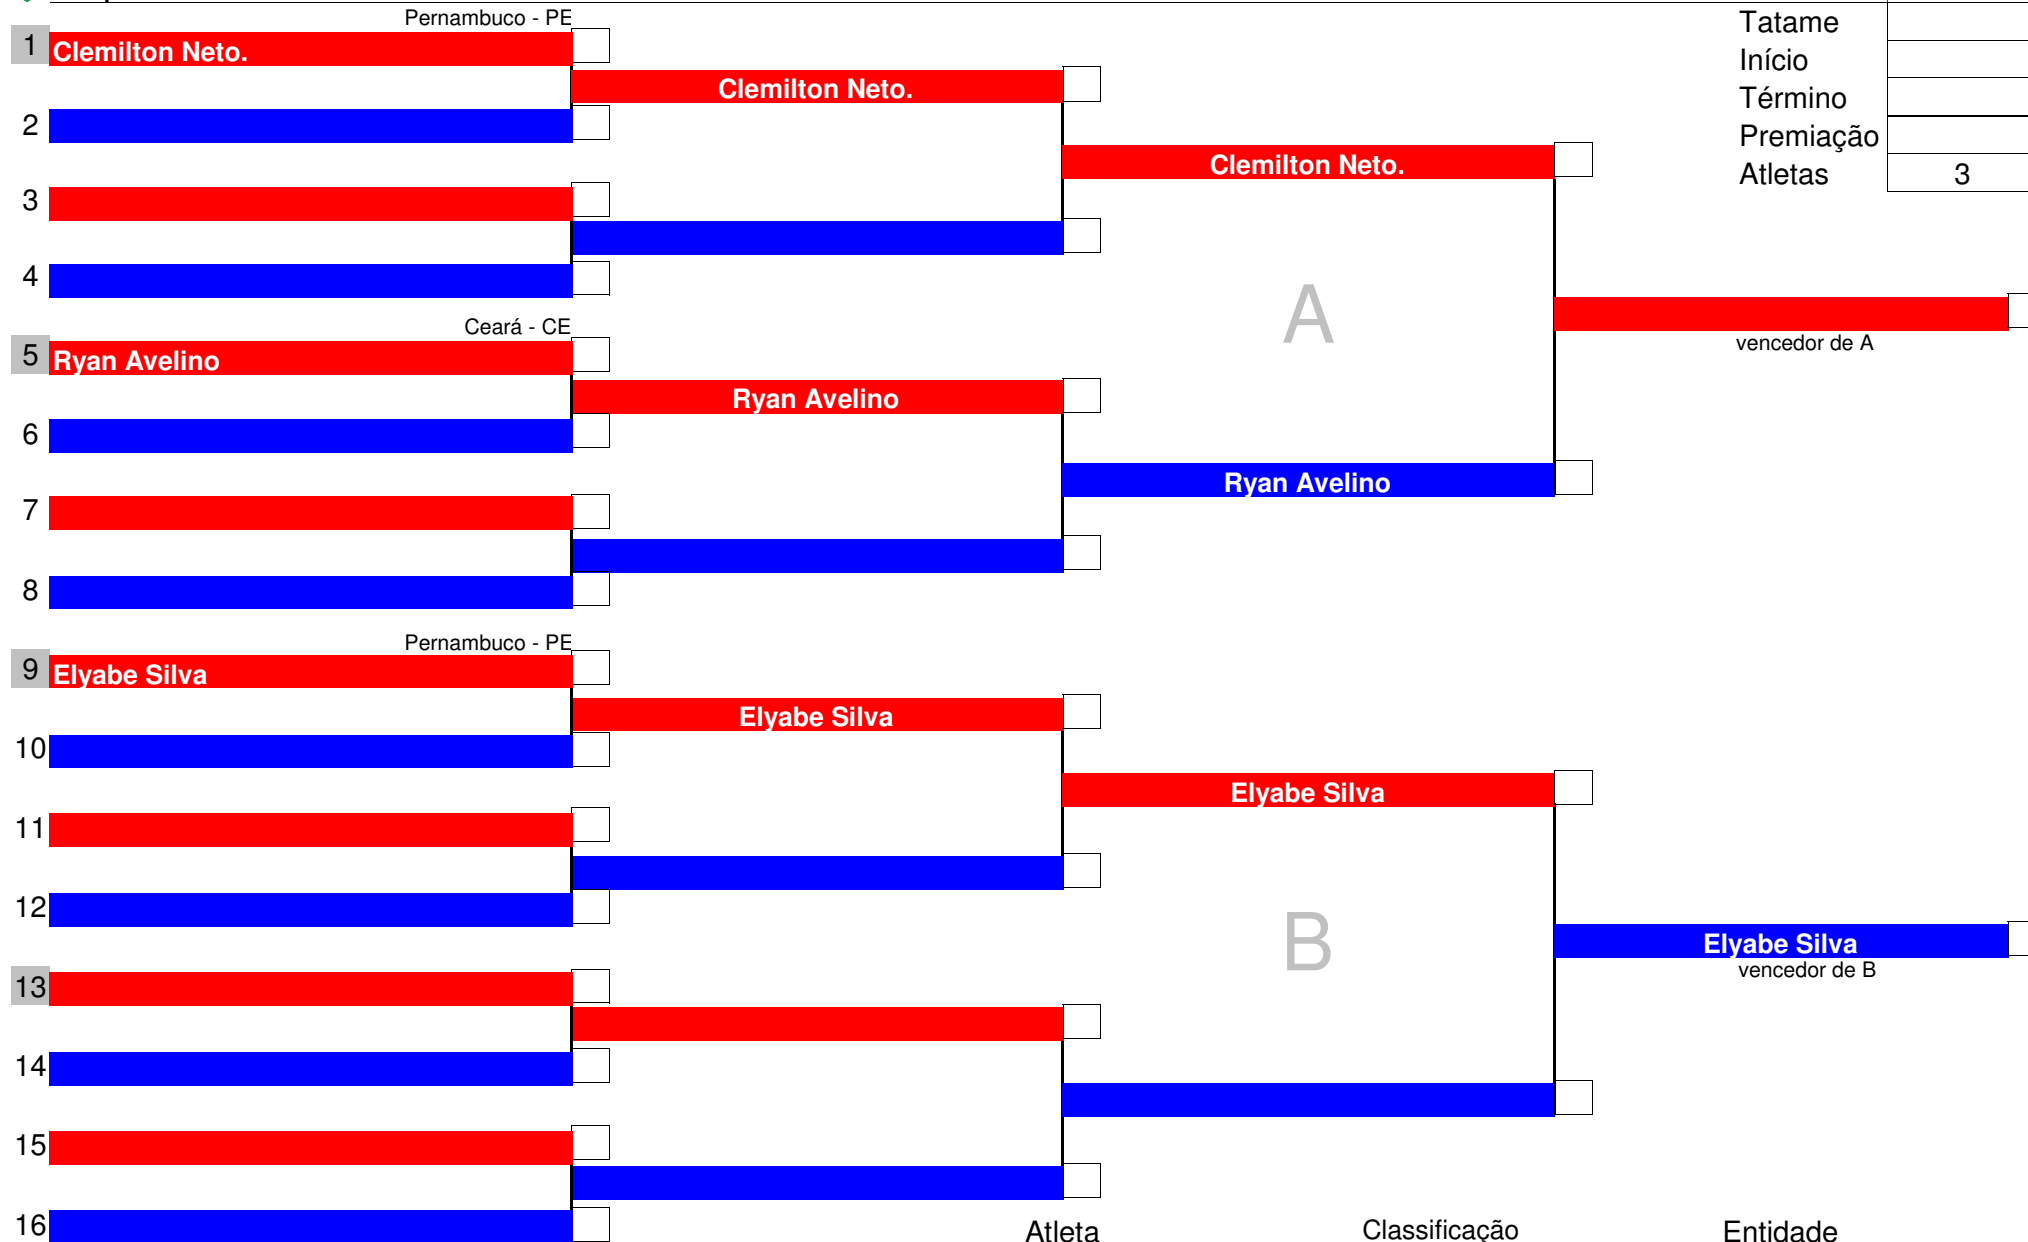 Pernambuco - PE
Tatame
1 Clemilton Neto.
Início
Clemilton Neto.
Término
2
Premiação
Clemilton Neto.
Atletas 3
3
4
A
Ceará - CE
vencedor de A
5 Ryan Avelino
Ryan Avelino
6
Ryan Avelino
7
8
Pernambuco - PE
9 Elyabe Silva
Elyabe Silva
10
Elyabe Silva
11
12
B
Elyabe Silva
vencedor de B
13
14
15
16
Atleta Classificação Entidade